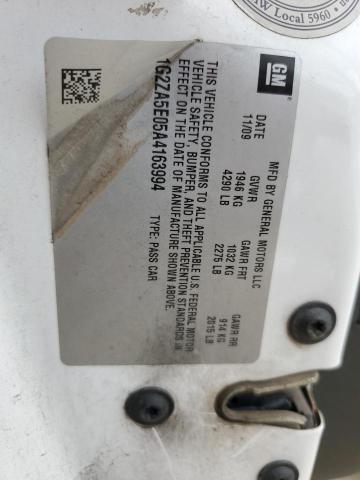 AW Local 5960
GM
MFD BY GENERAL MOTORS LLC
DATE GVWR GAWR FRT GAWR RR
11/09 1946 KG 1032 KG 914 KG
4290 LB 2275 LB 2015 LB
THIS VEHICLE CONFORMS TO ALL APPLICABLE U.S. FEDERAL MOTOR
VEHICLE SAFETY, BUMPER, AND THEFT PREVENTION STANDARDS IN
EFFECT ON THE DATE OF MANUFACTURE SHOWN ABOVE.
1G2ZA5E05A4163994 TYPE: PASS CAR